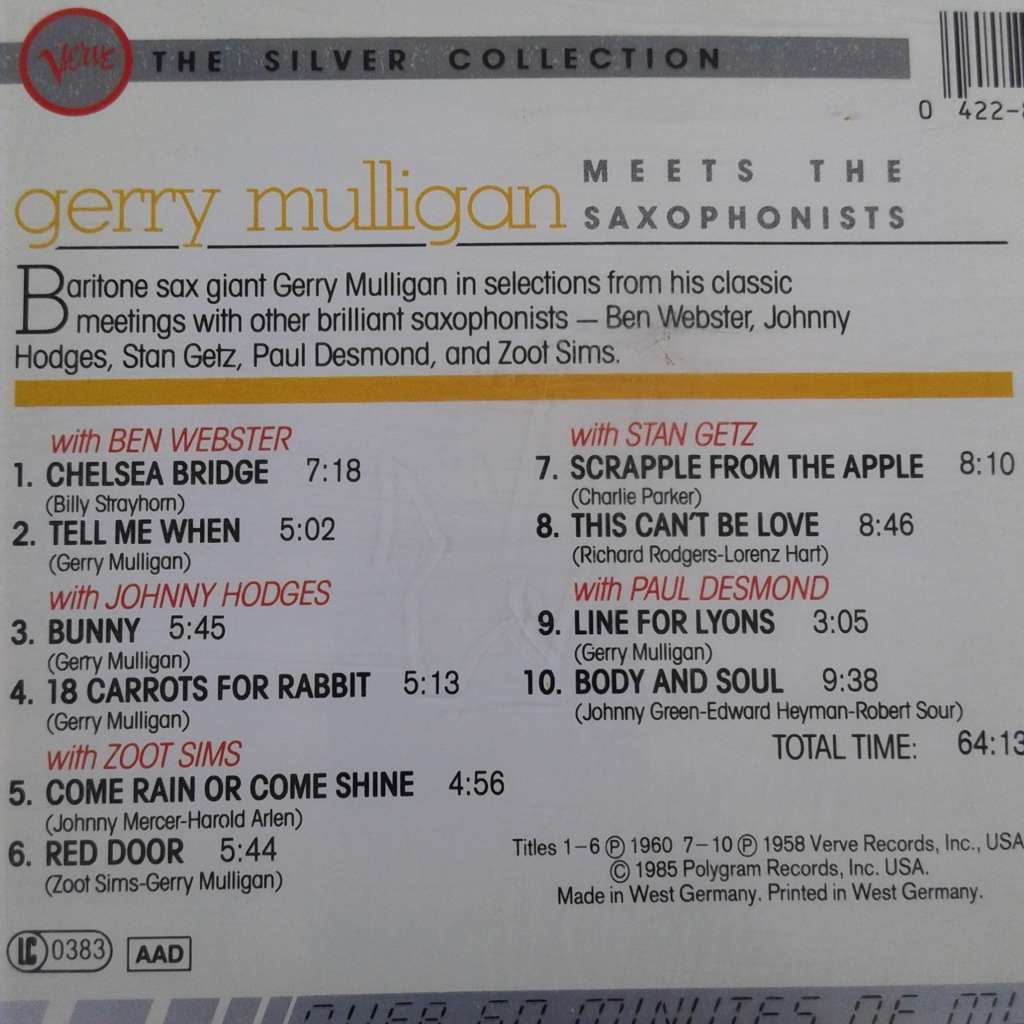 Verve THE SILVER COLLECTION
0 422-
gerry mulligan MEETS THE SAXOPHONISTS
Baritone sax giant Gerry Mulligan in selections from his classic
meetings with other brilliant saxophonists — Ben Webster, Johnny
Hodges, Stan Getz, Paul Desmond, and Zoot Sims.
with BEN WEBSTER
1. CHELSEA BRIDGE 7:18
(Billy Strayhorn)
2. TELL ME WHEN 5:02
(Gerry Mulligan)
with JOHNNY HODGES
3. BUNNY 5:45
(Gerry Mulligan)
4. 18 CARROTS FOR RABBIT 5:13
(Gerry Mulligan)
with ZOOT SIMS
5. COME RAIN OR COME SHINE 4:56
(Johnny Mercer-Harold Arlen)
6. RED DOOR 5:44
(Zoot Sims-Gerry Mulligan)
with STAN GETZ
7. SCRAPPLE FROM THE APPLE 8:10
(Charlie Parker)
8. THIS CAN'T BE LOVE 8:46
(Richard Rodgers-Lorenz Hart)
with PAUL DESMOND
9. LINE FOR LYONS 3:05
(Gerry Mulligan)
10. BODY AND SOUL 9:38
(Johnny Green-Edward Heyman-Robert Sour)
TOTAL TIME: 64:13
Titles 1–6 ℗ 1960 7–10 ℗ 1958 Verve Records, Inc., USA
© 1985 Polygram Records, Inc. USA.
Made in West Germany. Printed in West Germany.
LC 0383 AAD
OVER 60 MINUTES OF